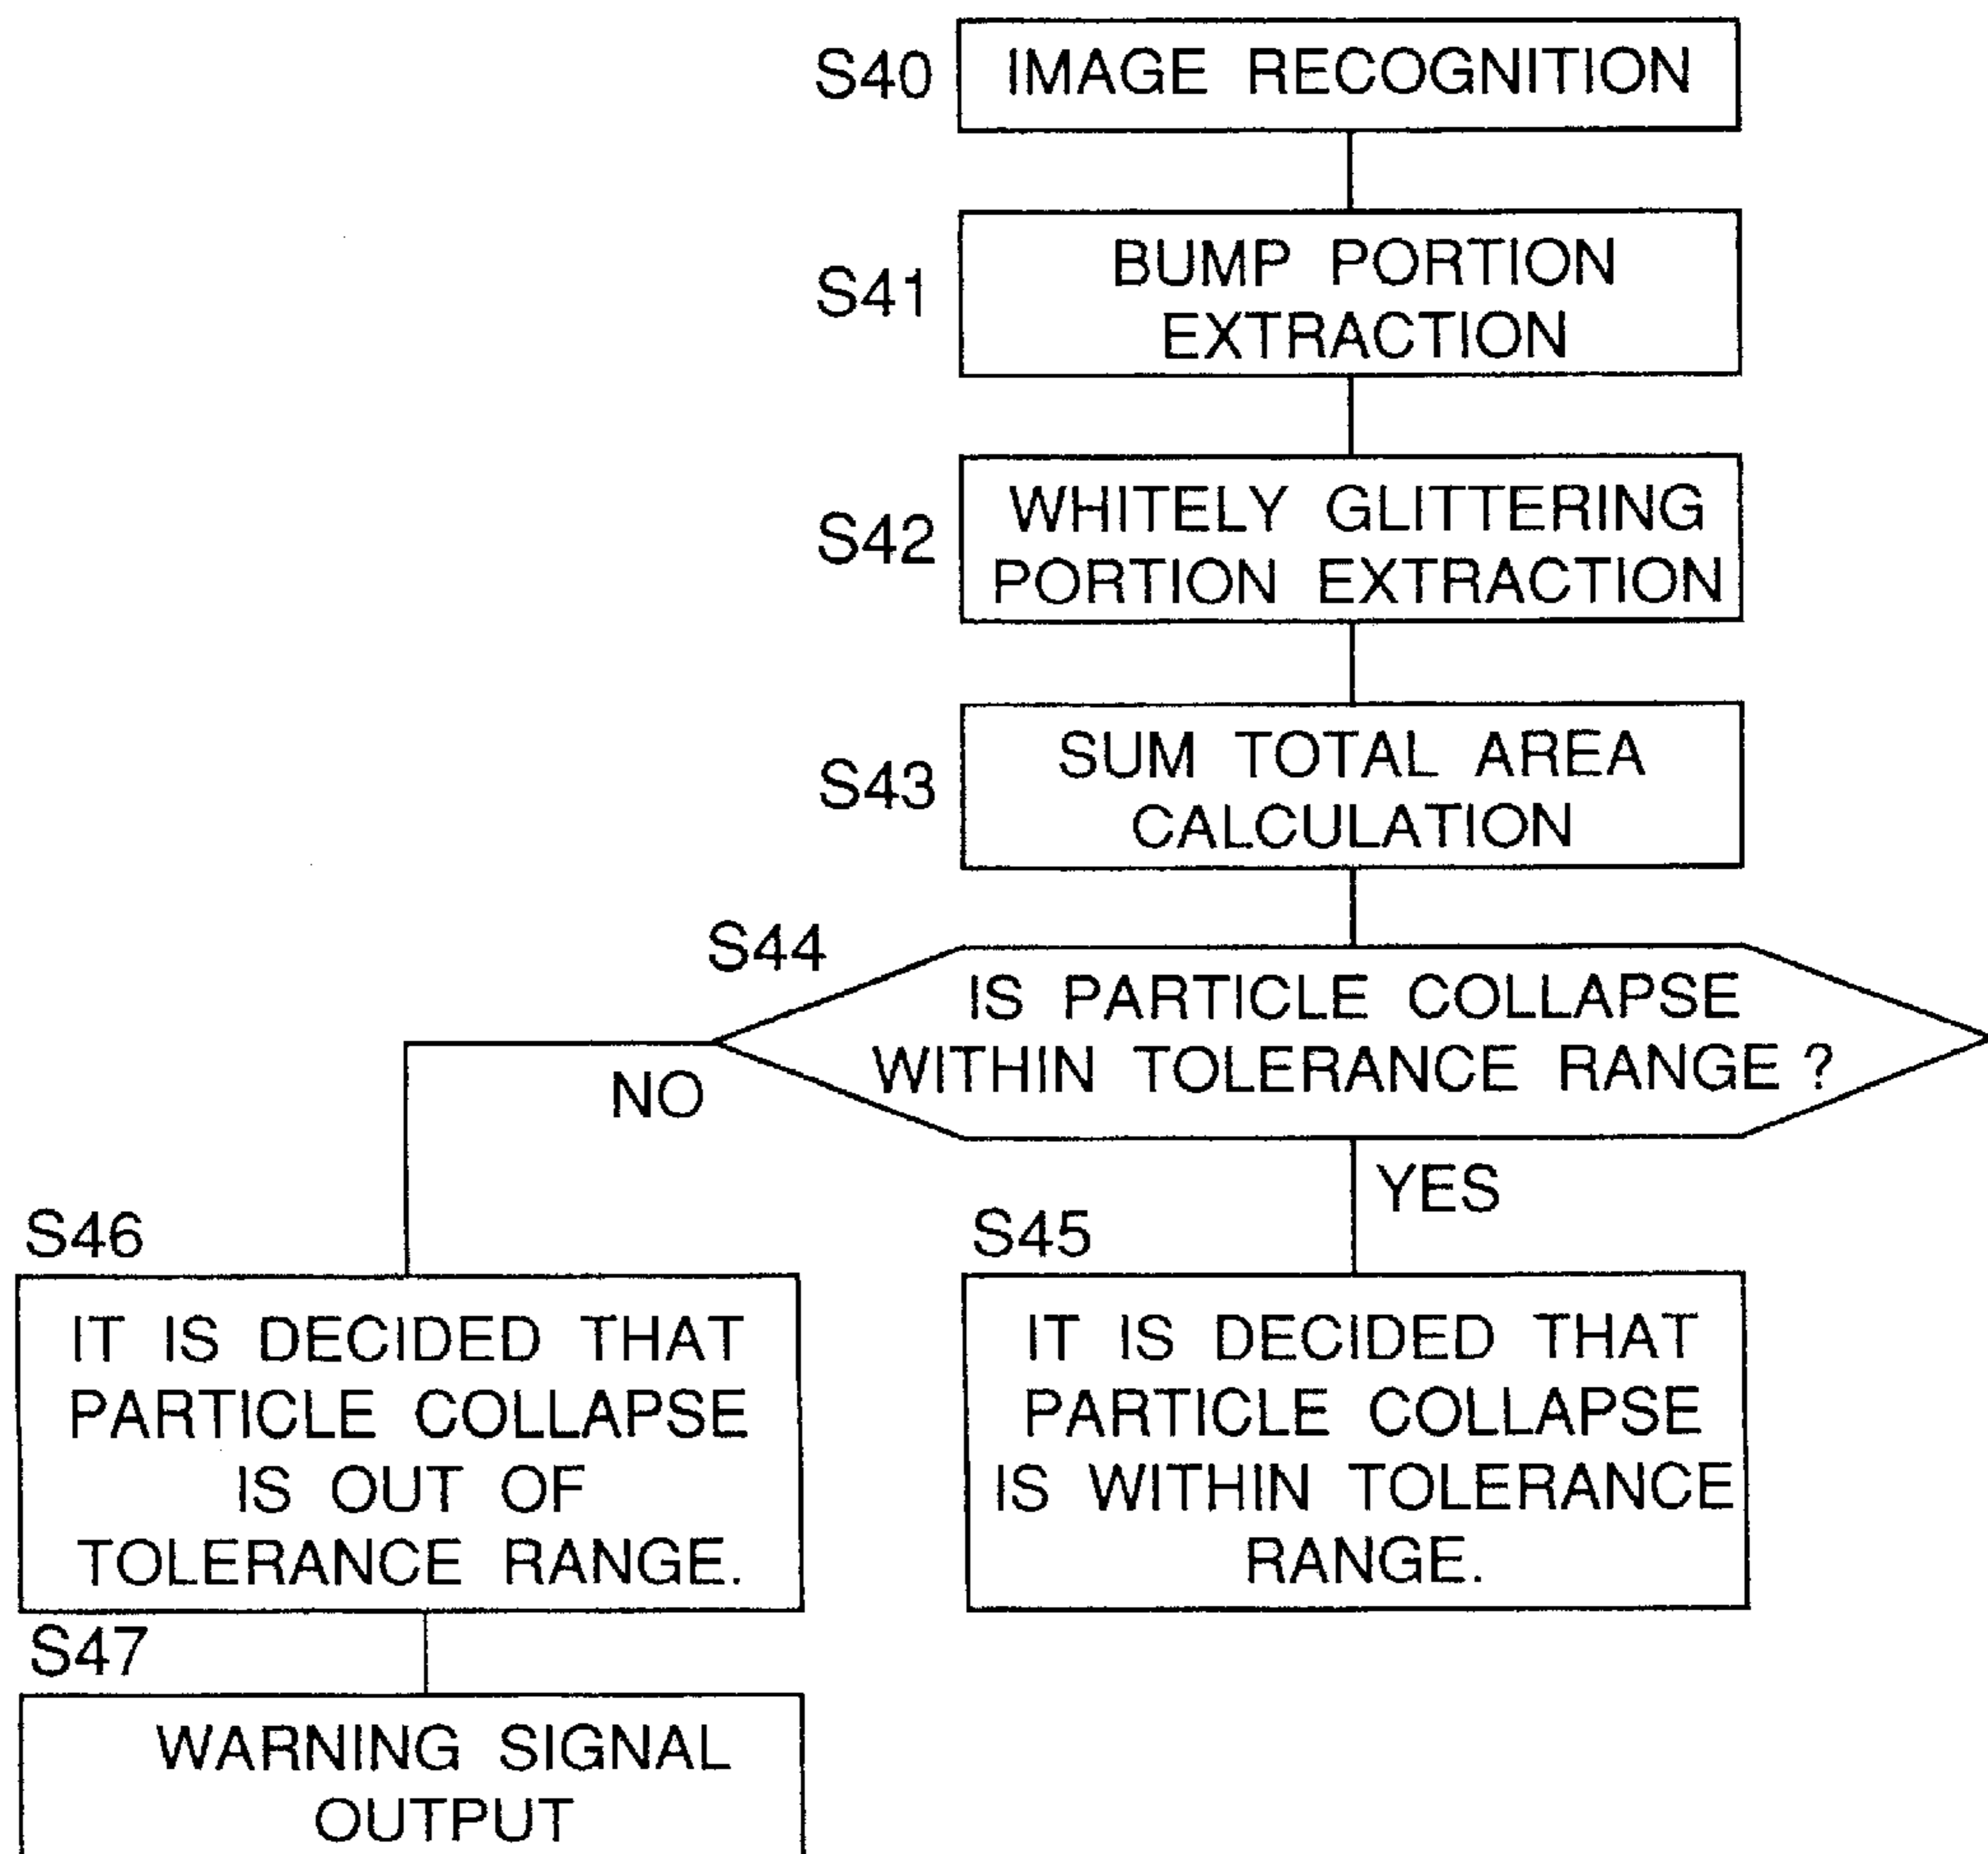 S40
IMAGE RECOGNITION
S41
BUMP PORTION
EXTRACTION
S42
WHITELY GLITTERING
PORTION EXTRACTION
S43
SUM TOTAL AREA
CALCULATION
S44
IS PARTICLE COLLAPSE
WITHIN TOLERANCE RANGE ?
NO
YES
S46
IT IS DECIDED THAT
PARTICLE COLLAPSE
IS OUT OF
TOLERANCE RANGE.
S45
IT IS DECIDED THAT
PARTICLE COLLAPSE
IS WITHIN TOLERANCE
RANGE.
S47
WARNING SIGNAL
OUTPUT